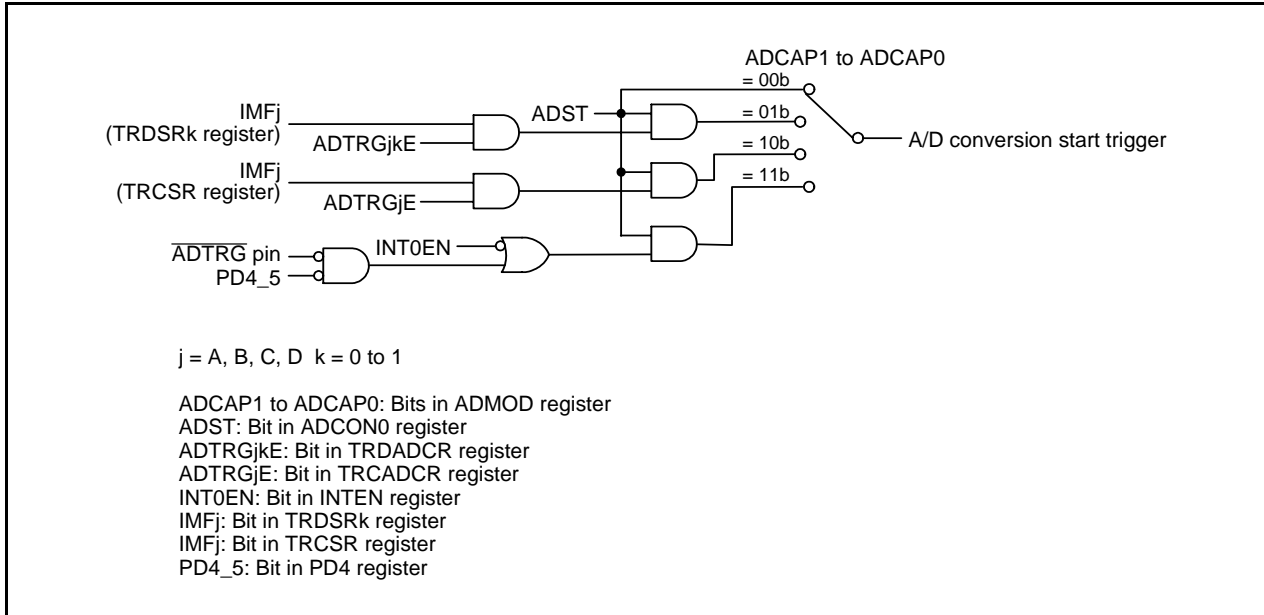 ADCAP1 to ADCAP0
= 00b
IMFj
(TRDSRk register)
ADTRGjkE
ADST
= 01b
A/D conversion start trigger
= 10b
IMFj
(TRCSR register)
ADTRGjE
= 11b
ADTRG pin
PD4_5
INT0EN
j = A, B, C, D k = 0 to 1
ADCAP1 to ADCAP0: Bits in ADMOD register
ADST: Bit in ADCON0 register
ADTRGjkE: Bit in TRDADCR register
ADTRGjE: Bit in TRCADCR register
INT0EN: Bit in INTEN register
IMFj: Bit in TRDSRk register
IMFj: Bit in TRCSR register
PD4_5: Bit in PD4 register